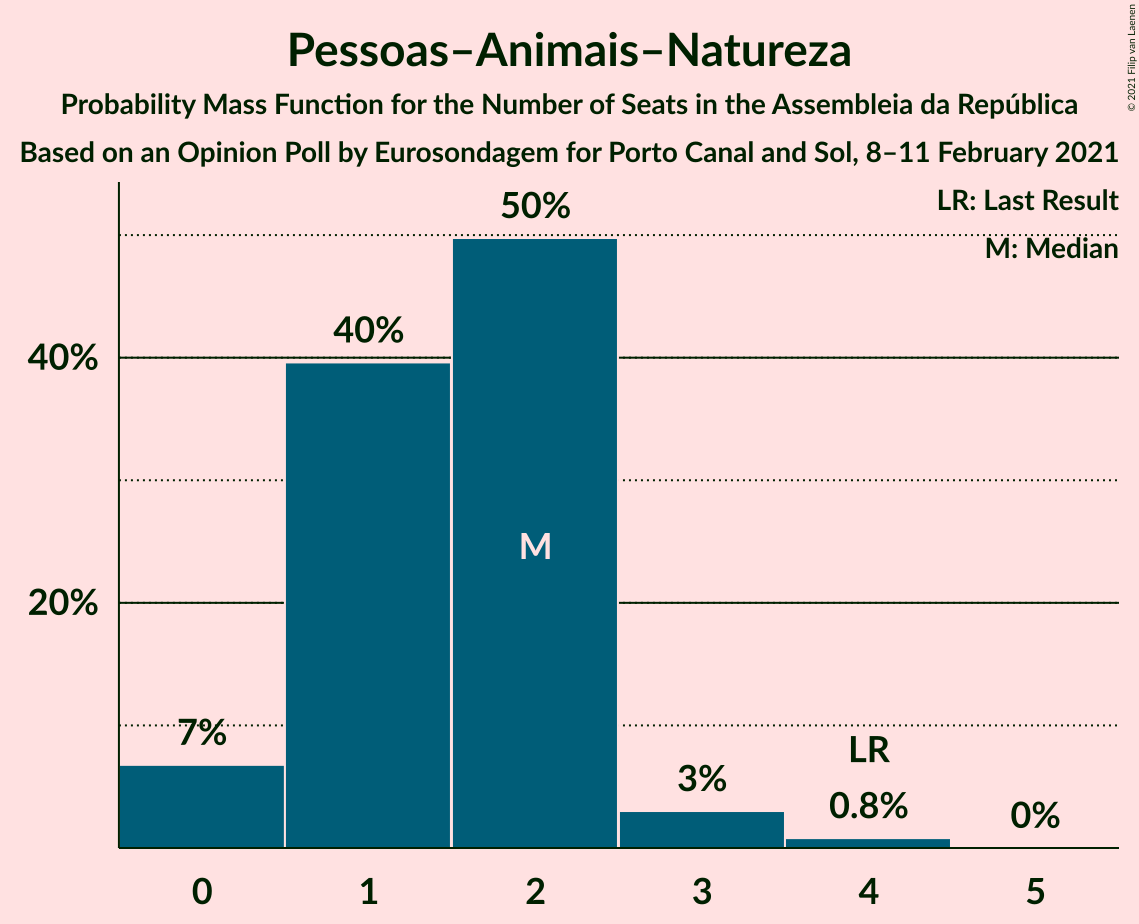 Pessoas–Animais–Natureza
Probability Mass Function for the Number of Seats in the Assembleia da República
Based on an Opinion Poll by Eurosondagem for Porto Canal and Sol, 8–11 February 2021
© 2021 Filip van Laenen
LR: Last Result
M: Median
50%
40%
40%
20%
M
7%
3%
LR
0.8%
0%
0 1 2 3 4 5